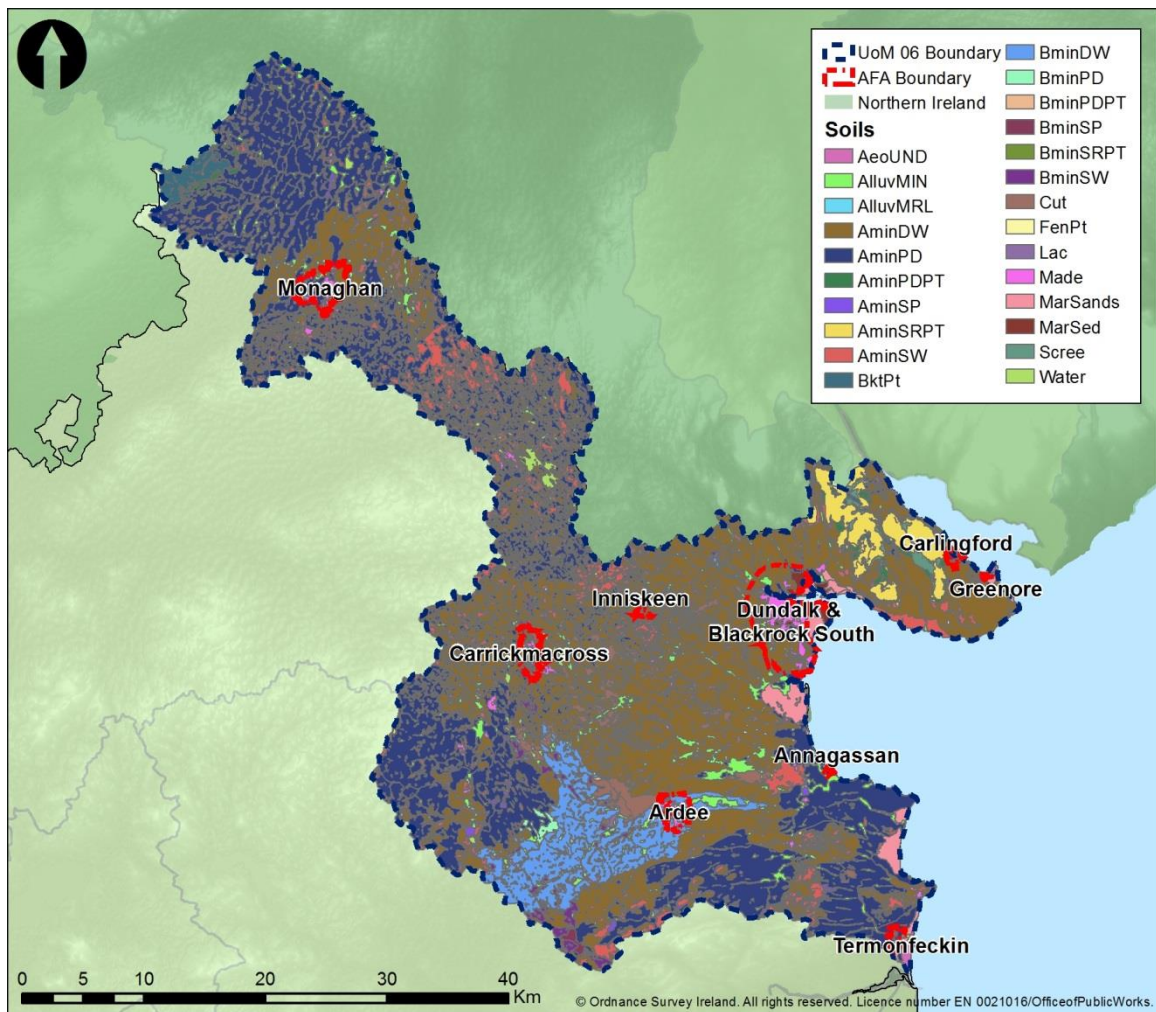 UoM 06 Boundary
AFA Boundary
Northern Ireland
Soils
AeoUND
AlluvMIN
AlluvMRL
AminDW
AminPD
AminPDPT
AminSP
AminSRPT
AminSW
BktPt
BminDW
BminPD
BminPDPT
BminSP
BminSRPT
BminSW
Cut
FenPt
Lac
Made
MarSands
MarSed
Scree
Water
Monaghan
Carlingford
Greenore
Inniskeen
Dundalk &
Blackrock South
Carrickmacross
Annagassan
Ardee
Termonfeckin
0 5 10 20 30 40
Km
© Ordnance Survey Ireland. All rights reserved. Licence number EN 0021016/OfficeofPublicWorks.